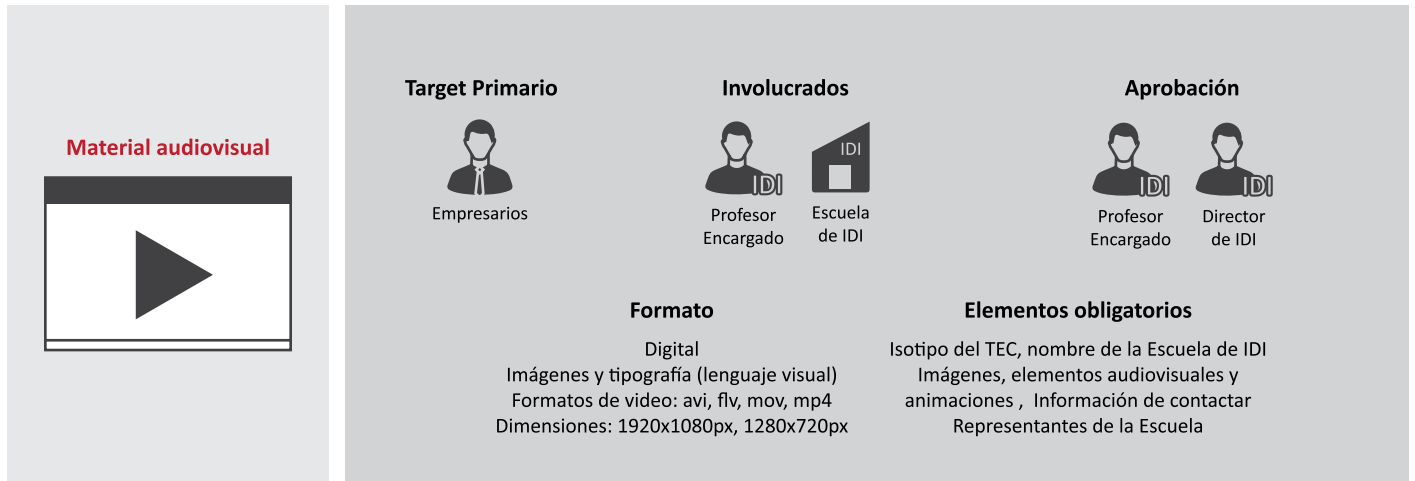 Material audiovisual
Target Primario
Empresarios
Involucrados
IDI
Profesor
Encargado
IDI
Escuela
de IDI
Aprobación
IDI
Profesor
Encargado
IDI
Director
de IDI
Formato
Digital
Imágenes y tipografía (lenguaje visual)
Formatos de video: avi, flv, mov, mp4
Dimensiones: 1920x1080px, 1280x720px
Elementos obligatorios
Isotipo del TEC, nombre de la Escuela de IDI
Imágenes, elementos audiovisuales y
animaciones ,  Información de contactar
Representantes de la Escuela